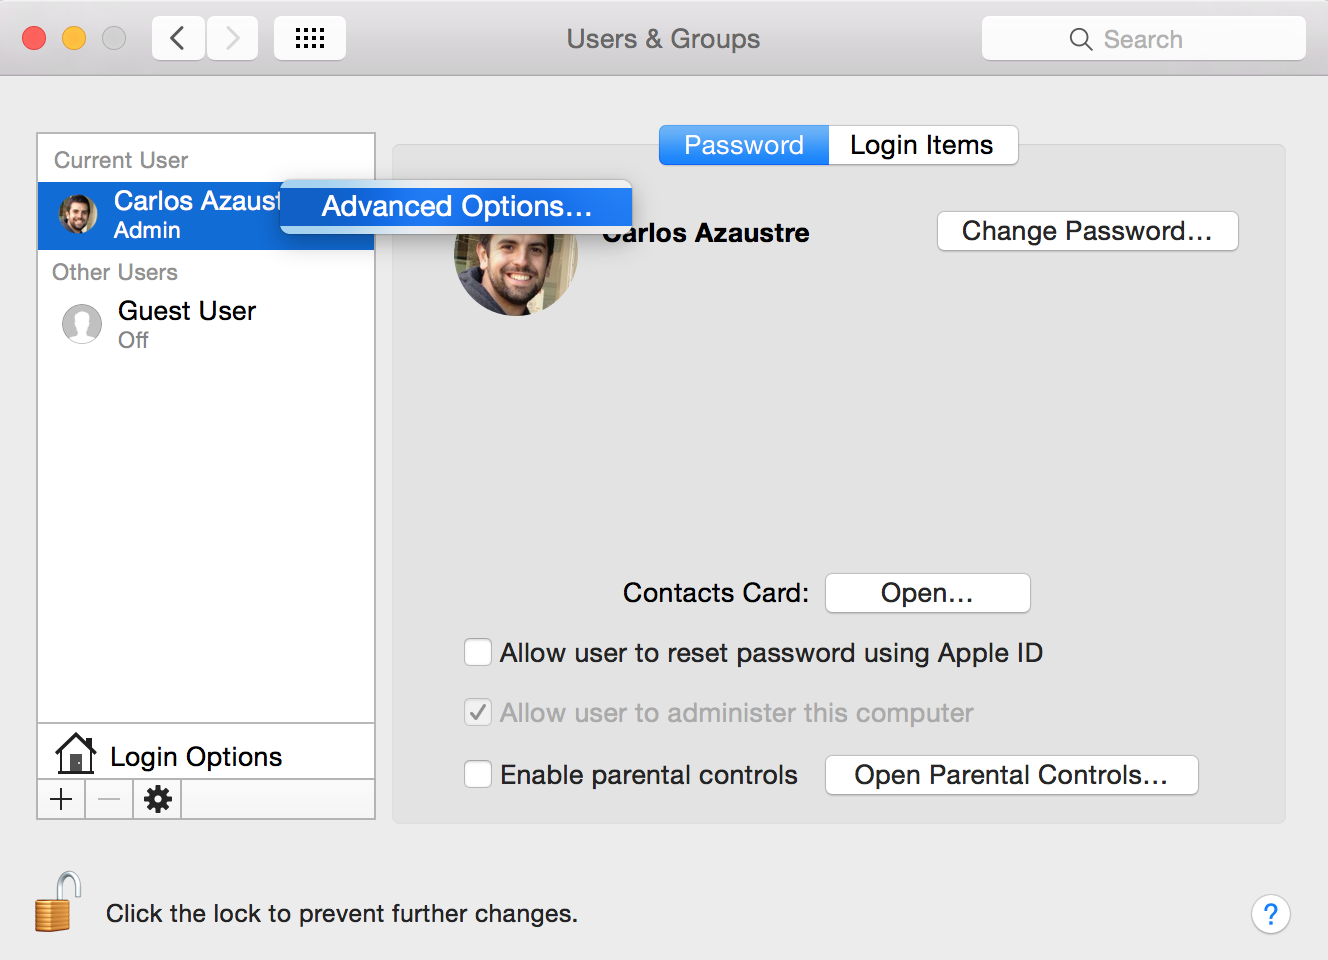 Users & Groups
Search
Password
Login Items
Current User
Carlos Azaust
Admin
Advanced Options...
Carlos Azaustre
Change Password...
Other Users
Guest User
Off
Contacts Card:
Open...
Allow user to reset password using Apple ID
Allow user to administer this computer
Enable parental controls
Open Parental Controls...
Login Options
Click the lock to prevent further changes.
?